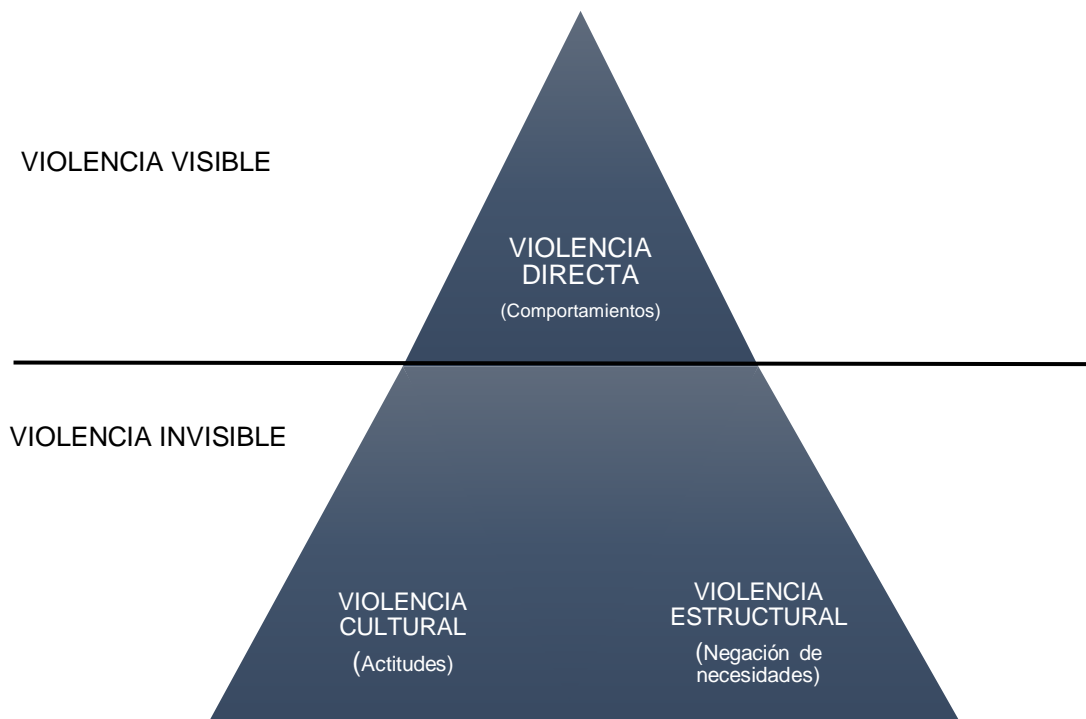 VIOLENCIA VISIBLE
VIOLENCIA
DIRECTA
(Comportamientos)
VIOLENCIA INVISIBLE
VIOLENCIA
CULTURAL
(Actitudes)
VIOLENCIA
ESTRUCTURAL
(Negación de
necesidades)